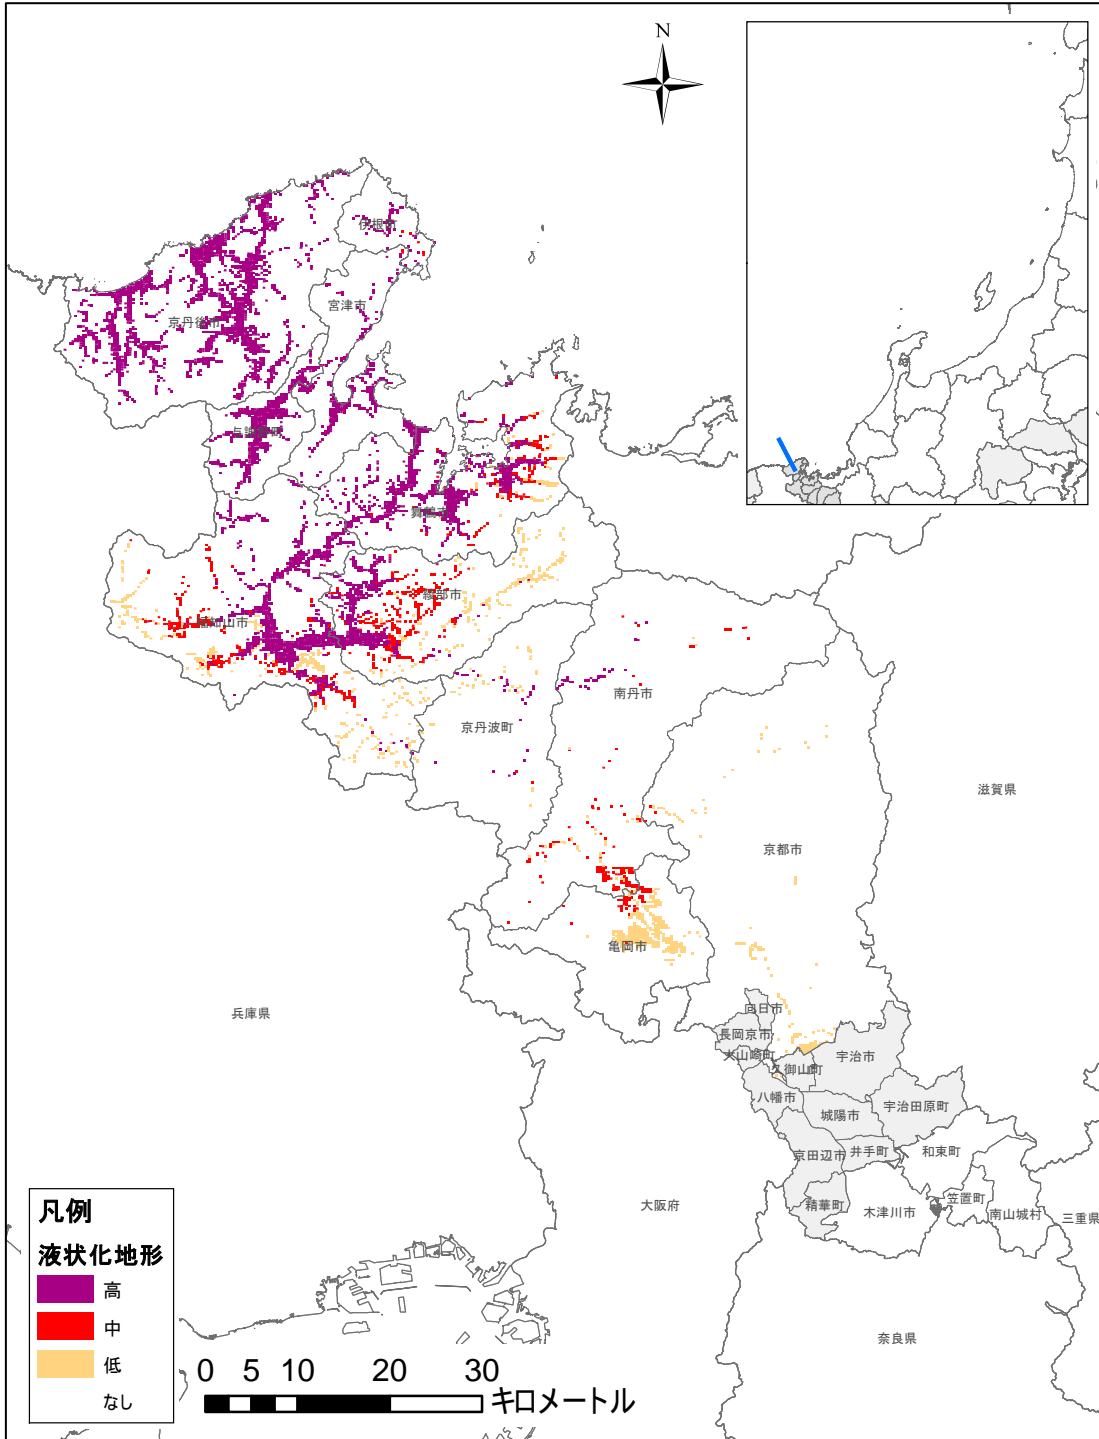 N
伊根町
宮津市
京丹後市
与謝野町
舞鶴市
綾部市
福知山市
南丹市
京丹波町
滋賀県
京都市
亀岡市
兵庫県
向日市
長岡京市
大山崎町
久御山町
宇治市
八幡市
城陽市
宇治田原町
京田辺市
井手町
和束町
精華町
木津川市
笠置町
南山城村
三重県
大阪府
奈良県
凡例
液状化地形
高
中
低
なし
0 5 10 20 30
キロメートル